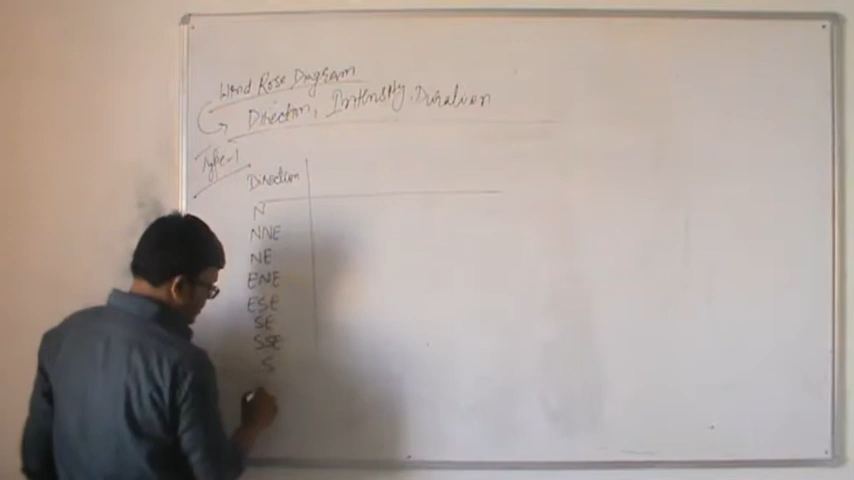 Wind Rose Diagram
Direction, Intensity, Duration
Type-1
Direction
N
NNE
NE
ENE
ESE
SE
SSE
S